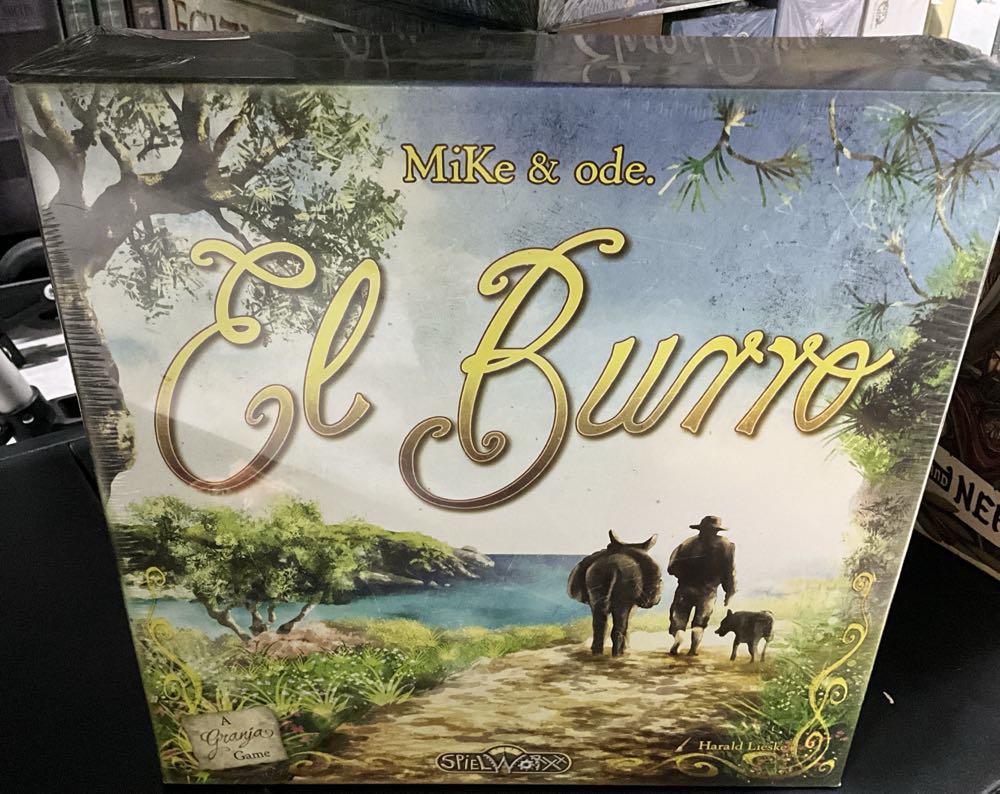 MiKe & ode.
El Burro
A
Granja
Game
SPIELWORXX
Harald Lieske